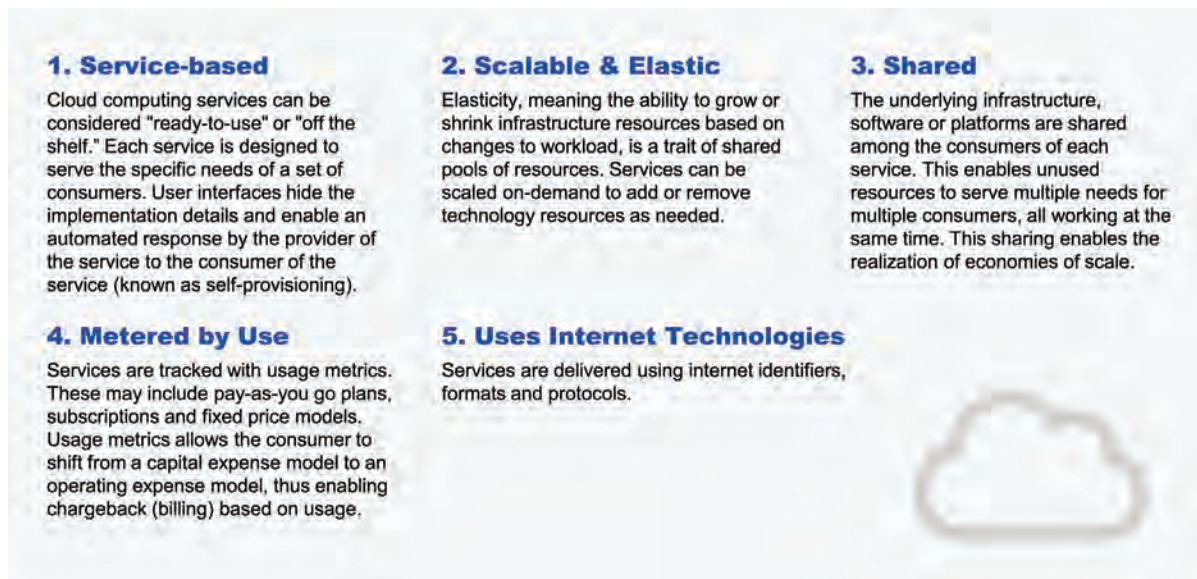 1. Service-based
Cloud computing services can be
considered "ready-to-use" or "off the
shelf." Each service is designed to
serve the specific needs of a set of
consumers. User interfaces hide the
implementation details and enable an
automated response by the provider of
the service to the consumer of the
service (known as self-provisioning).
2. Scalable & Elastic
Elasticity, meaning the ability to grow or
shrink infrastructure resources based on
changes to workload, is a trait of shared
pools of resources. Services can be
scaled on-demand to add or remove
technology resources as needed.
3. Shared
The underlying infrastructure,
software or platforms are shared
among the consumers of each
service. This enables unused
resources to serve multiple needs for
multiple consumers, all working at the
same time. This sharing enables the
realization of economies of scale.
4. Metered by Use
Services are tracked with usage metrics.
These may include pay-as-you go plans,
subscriptions and fixed price models.
Usage metrics allows the consumer to
shift from a capital expense model to an
operating expense model, thus enabling
chargeback (billing) based on usage.
5. Uses Internet Technologies
Services are delivered using internet identifiers,
formats and protocols.